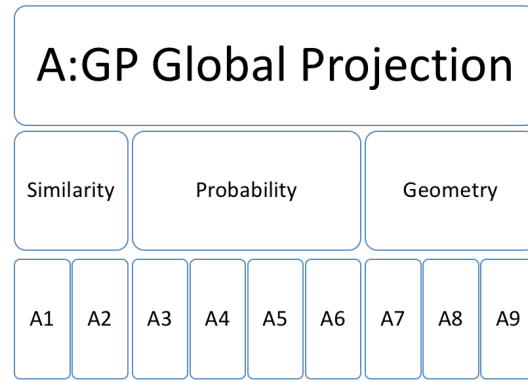 A:GP Global Projection
Similarity Probability Geometry
A1 A2 A3 A4 A5 A6 A7 A8 A9